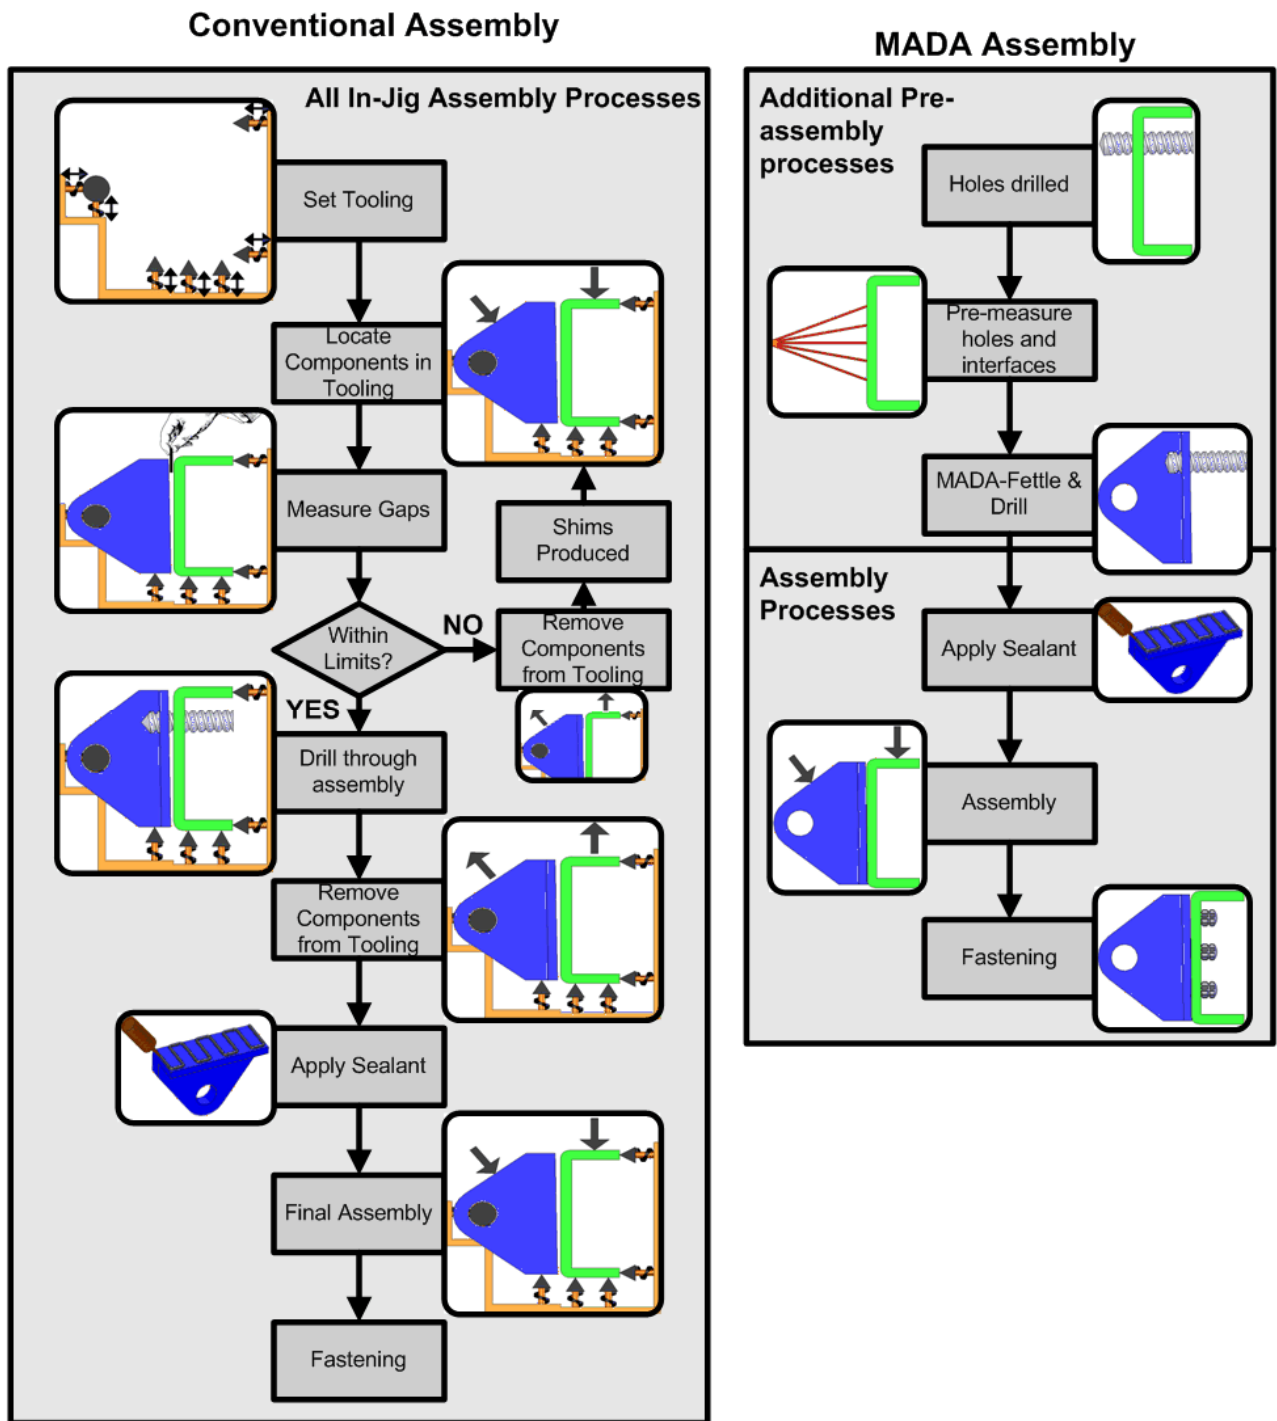 Conventional Assembly
All In-Jig Assembly Processes
Set Tooling
Locate
Components in
Tooling
Measure Gaps
Shims
Produced
Within
Limits?
NO
Remove
Components
from Tooling
YES
Drill through
assembly
Remove
Components
from Tooling
Apply Sealant
Final Assembly
Fastening
MADA Assembly
Additional Pre-
assembly
processes
Holes drilled
Pre-measure
holes and
interfaces
MADA-Fettle &
Drill
Assembly
Processes
Apply Sealant
Assembly
Fastening